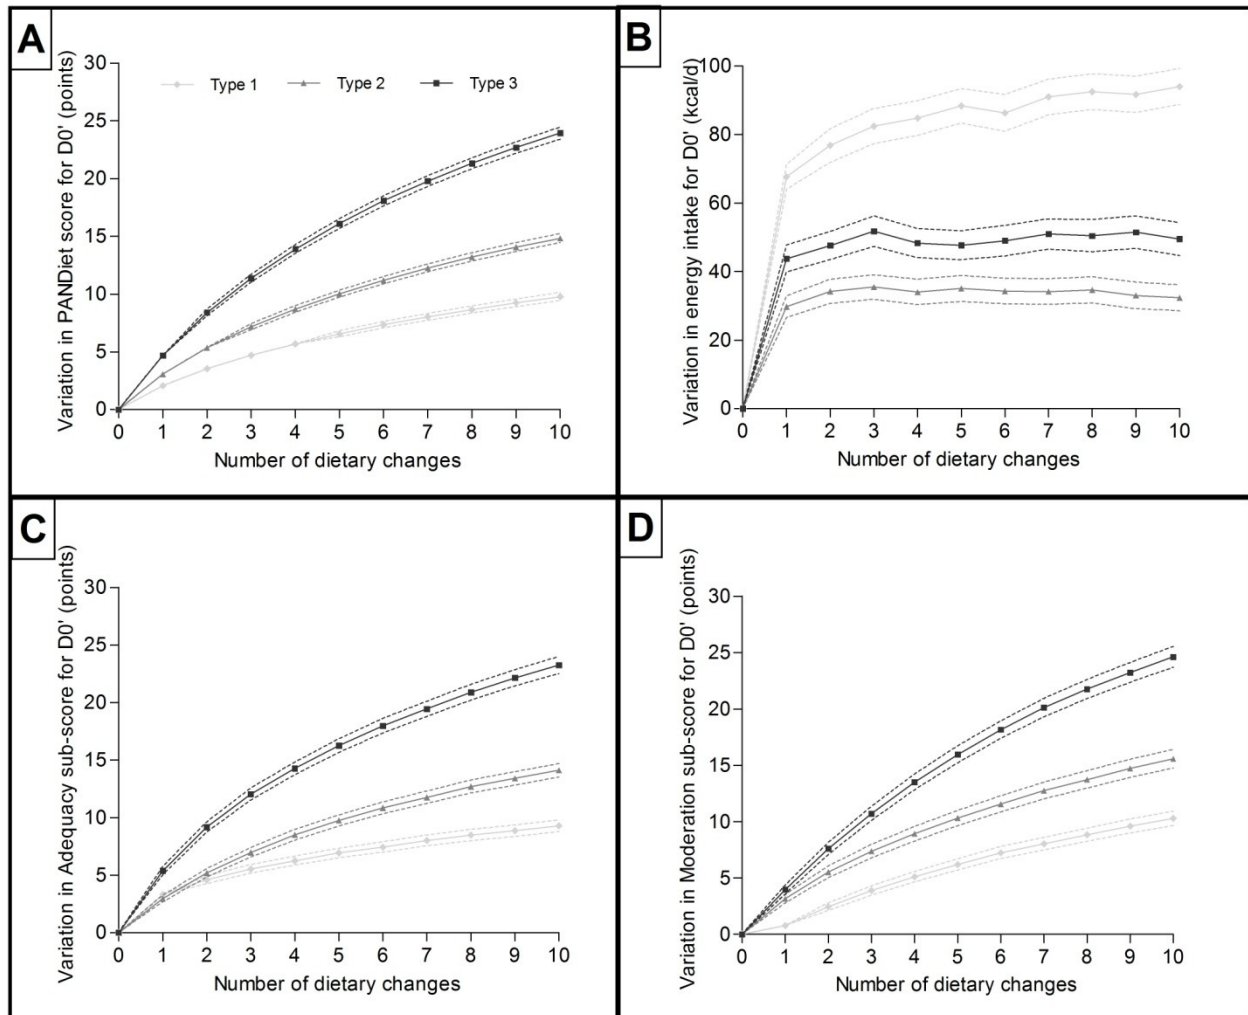 A
Variation in PANDiet score for D0' (points)
30
25
20
15
10
5
0
Type 1 Type 2 Type 3
0 1 2 3 4 5 6 7 8 9 10
Number of dietary changes
B
Variation in energy intake for D0' (kcal/d)
100
80
60
40
20
0
0 1 2 3 4 5 6 7 8 9 10
Number of dietary changes
C
Variation in Adequacy sub-score for D0' (points)
30
25
20
15
10
5
0
0 1 2 3 4 5 6 7 8 9 10
Number of dietary changes
D
Variation in Moderation sub-score for D0' (points)
30
25
20
15
10
5
0
0 1 2 3 4 5 6 7 8 9 10
Number of dietary changes